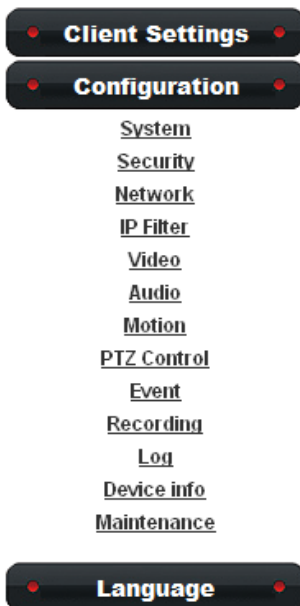 Client Settings
Configuration
System
Security
Network
IP Filter
Video
Audio
Motion
PTZ Control
Event
Recording
Log
Device info
Maintenance
Language